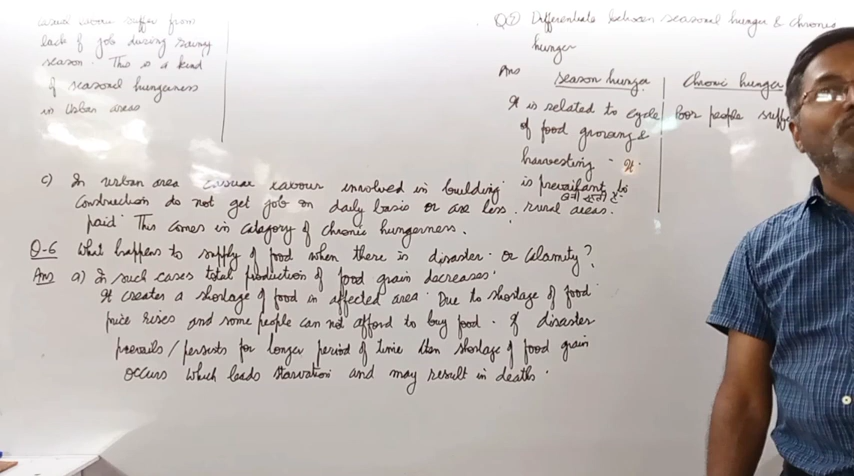 casual work suffer from
lack of job during rainy
season. This is a kind
of seasonal hungerness
in Urban areas
c) In urban area casual labour involved in building
construction do not get job on daily basis or are less
paid. This comes in catagory of chronic hungerness.
Q-6 What happens to supply of food when there is disaster or calamity?
Ans a) In such cases total production of food grain decreases.
It creates a shortage of food in affected area. Due to shortage of food
price rises and some people can not afford to buy food. If disaster
prevails/persists for longer period of time then shortage of food grain
occurs which leads starvation and may result in deaths.
Differentiate between seasonal hunger & Chronic
hunger
Ans
season hunger
It is related to cycle
of food growing &
harvesting. It
is in
rural areas.
Chronic hunger
Poor people suffe